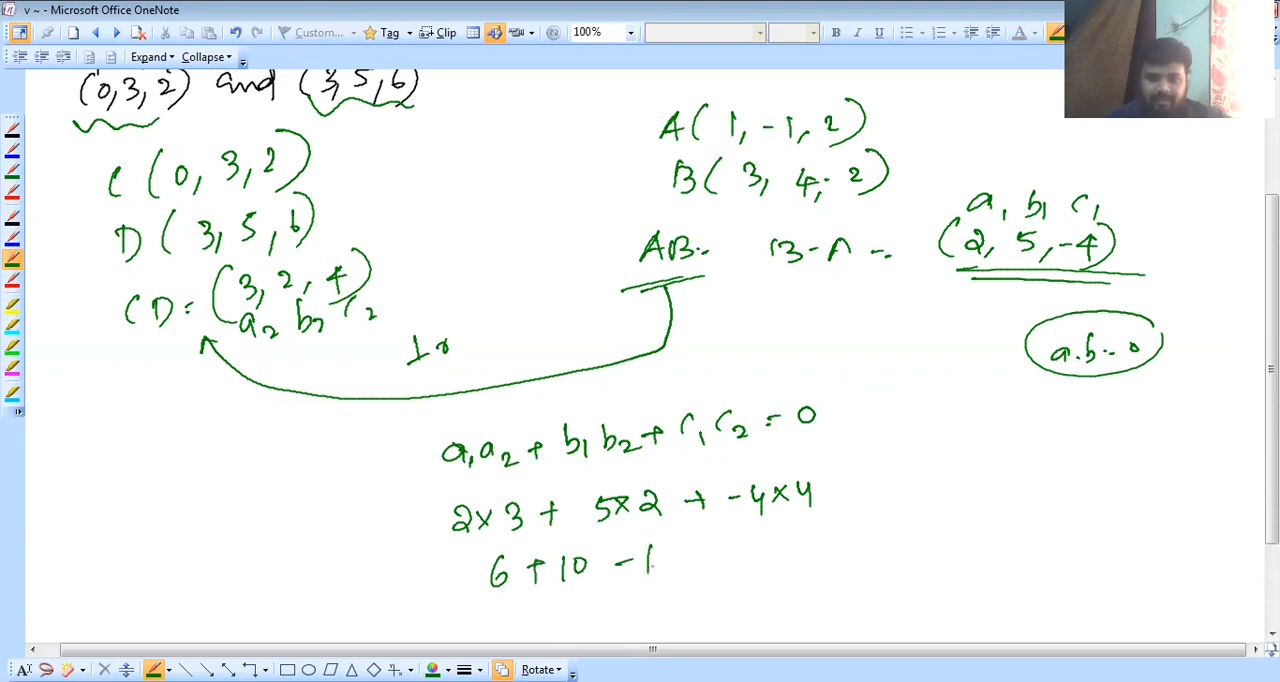 v ~ - Microsoft Office OneNote
Custom... Tag Clip 100% B I U A
Expand Collapse
(0,3,2) and (3,5,6)
C (0, 3, 2)
D (3, 5, 6)
CD = (3, 2, 4)
a2 b2 c2
⊥r
A(1, -1, 2)
B(3, 4, -2)
a1 b1 c1
AB = B-A = (2, 5, -4)
a.b = 0
a1a2 + b1b2 + c1c2 = 0
2×3 + 5×2 + -4×4
6 + 10 - 1
Rotate